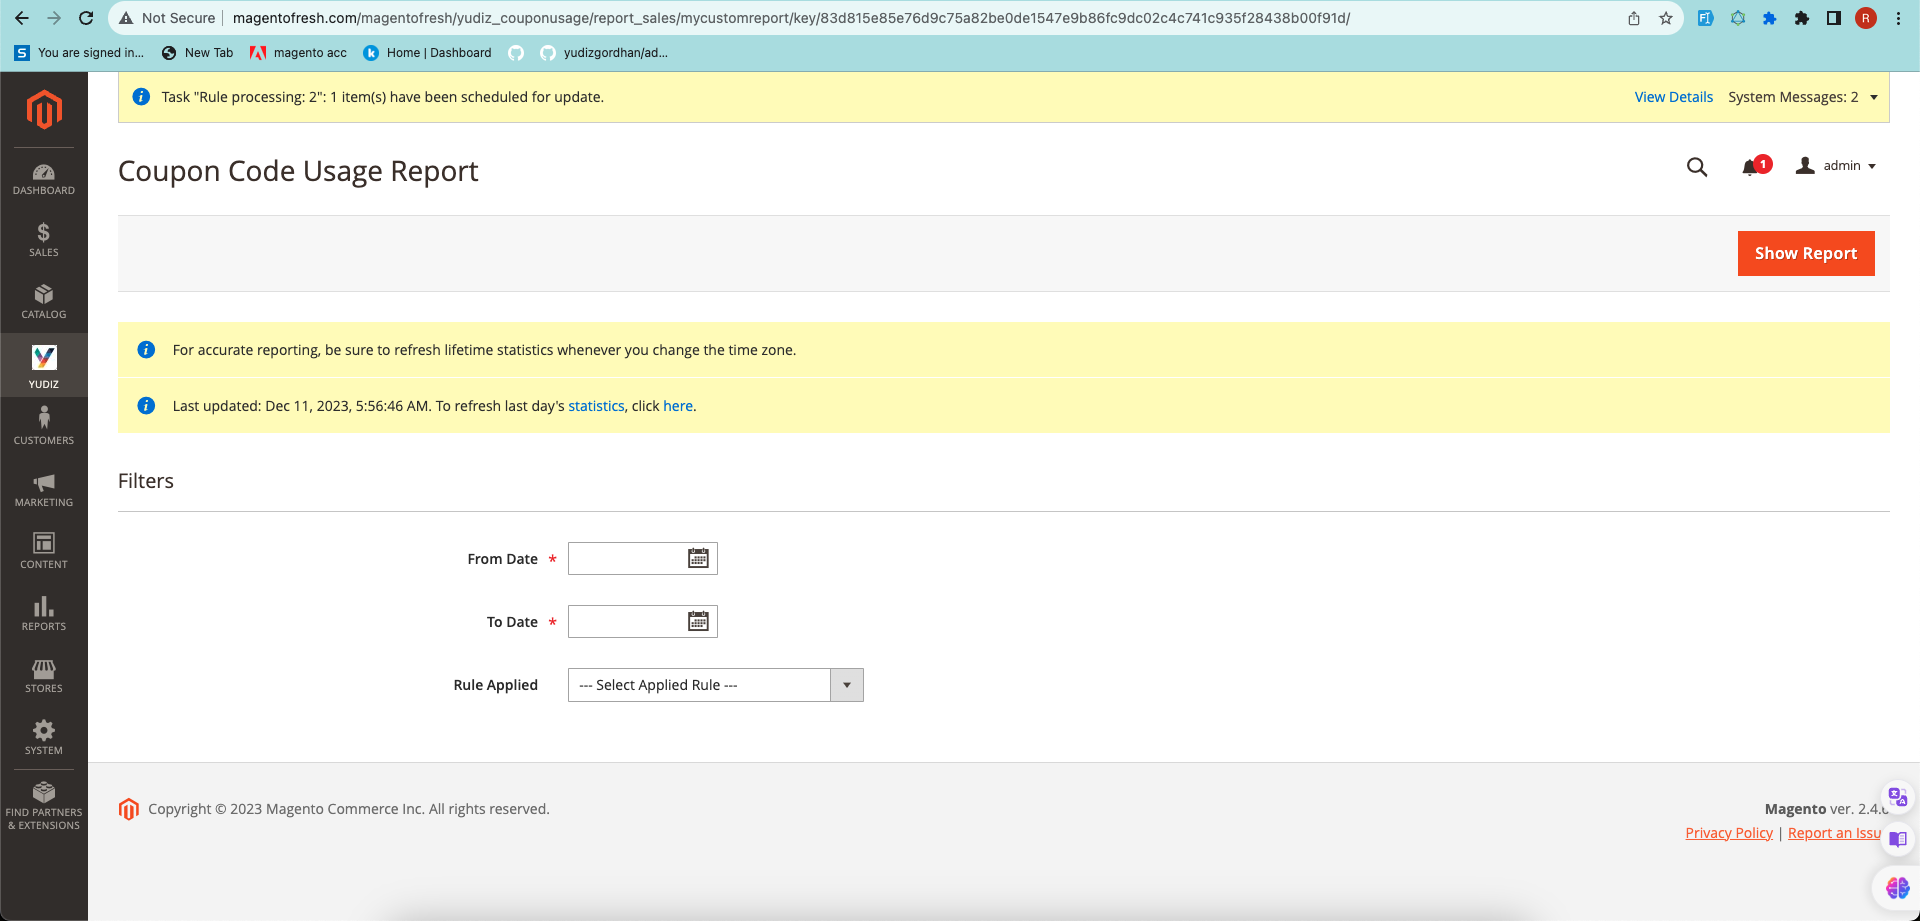 Not Secure
magentofresh.com/magentofresh/yudiz_couponusage/report_sales/mycustomreport/key/83d815e85e76d9c75a82be0de1547e9b86fc9dc02c4c741c935f28438b00f91d/
R
You are signed in...
New Tab
magento acc
Home | Dashboard
yudizgordhan/ad...
Task "Rule processing: 2": 1 item(s) have been scheduled for update.
View Details
System Messages: 2
DASHBOARD
SALES
CATALOG
YUDIZ
CUSTOMERS
MARKETING
CONTENT
REPORTS
STORES
SYSTEM
FIND PARTNERS
& EXTENSIONS
Coupon Code Usage Report
1
admin
Show Report
For accurate reporting, be sure to refresh lifetime statistics whenever you change the time zone.
Last updated: Dec 11, 2023, 5:56:46 AM. To refresh last day's statistics, click here.
Filters
From Date *
To Date *
Rule Applied
--- Select Applied Rule ---
Copyright © 2023 Magento Commerce Inc. All rights reserved.
Magento ver. 2.4.
Privacy Policy | Report an Issu